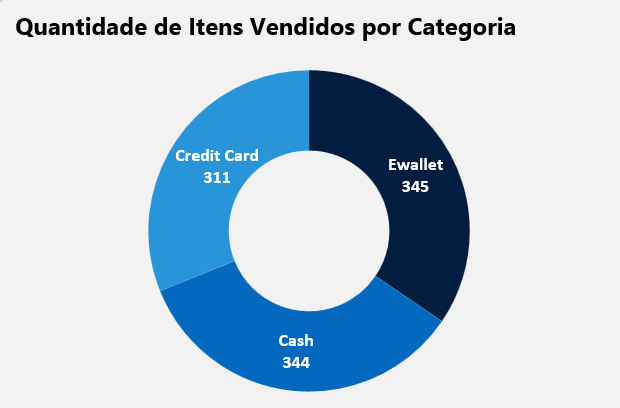 Quantidade de Itens Vendidos por Categoria
Credit Card
311
Ewallet
345
Cash
344